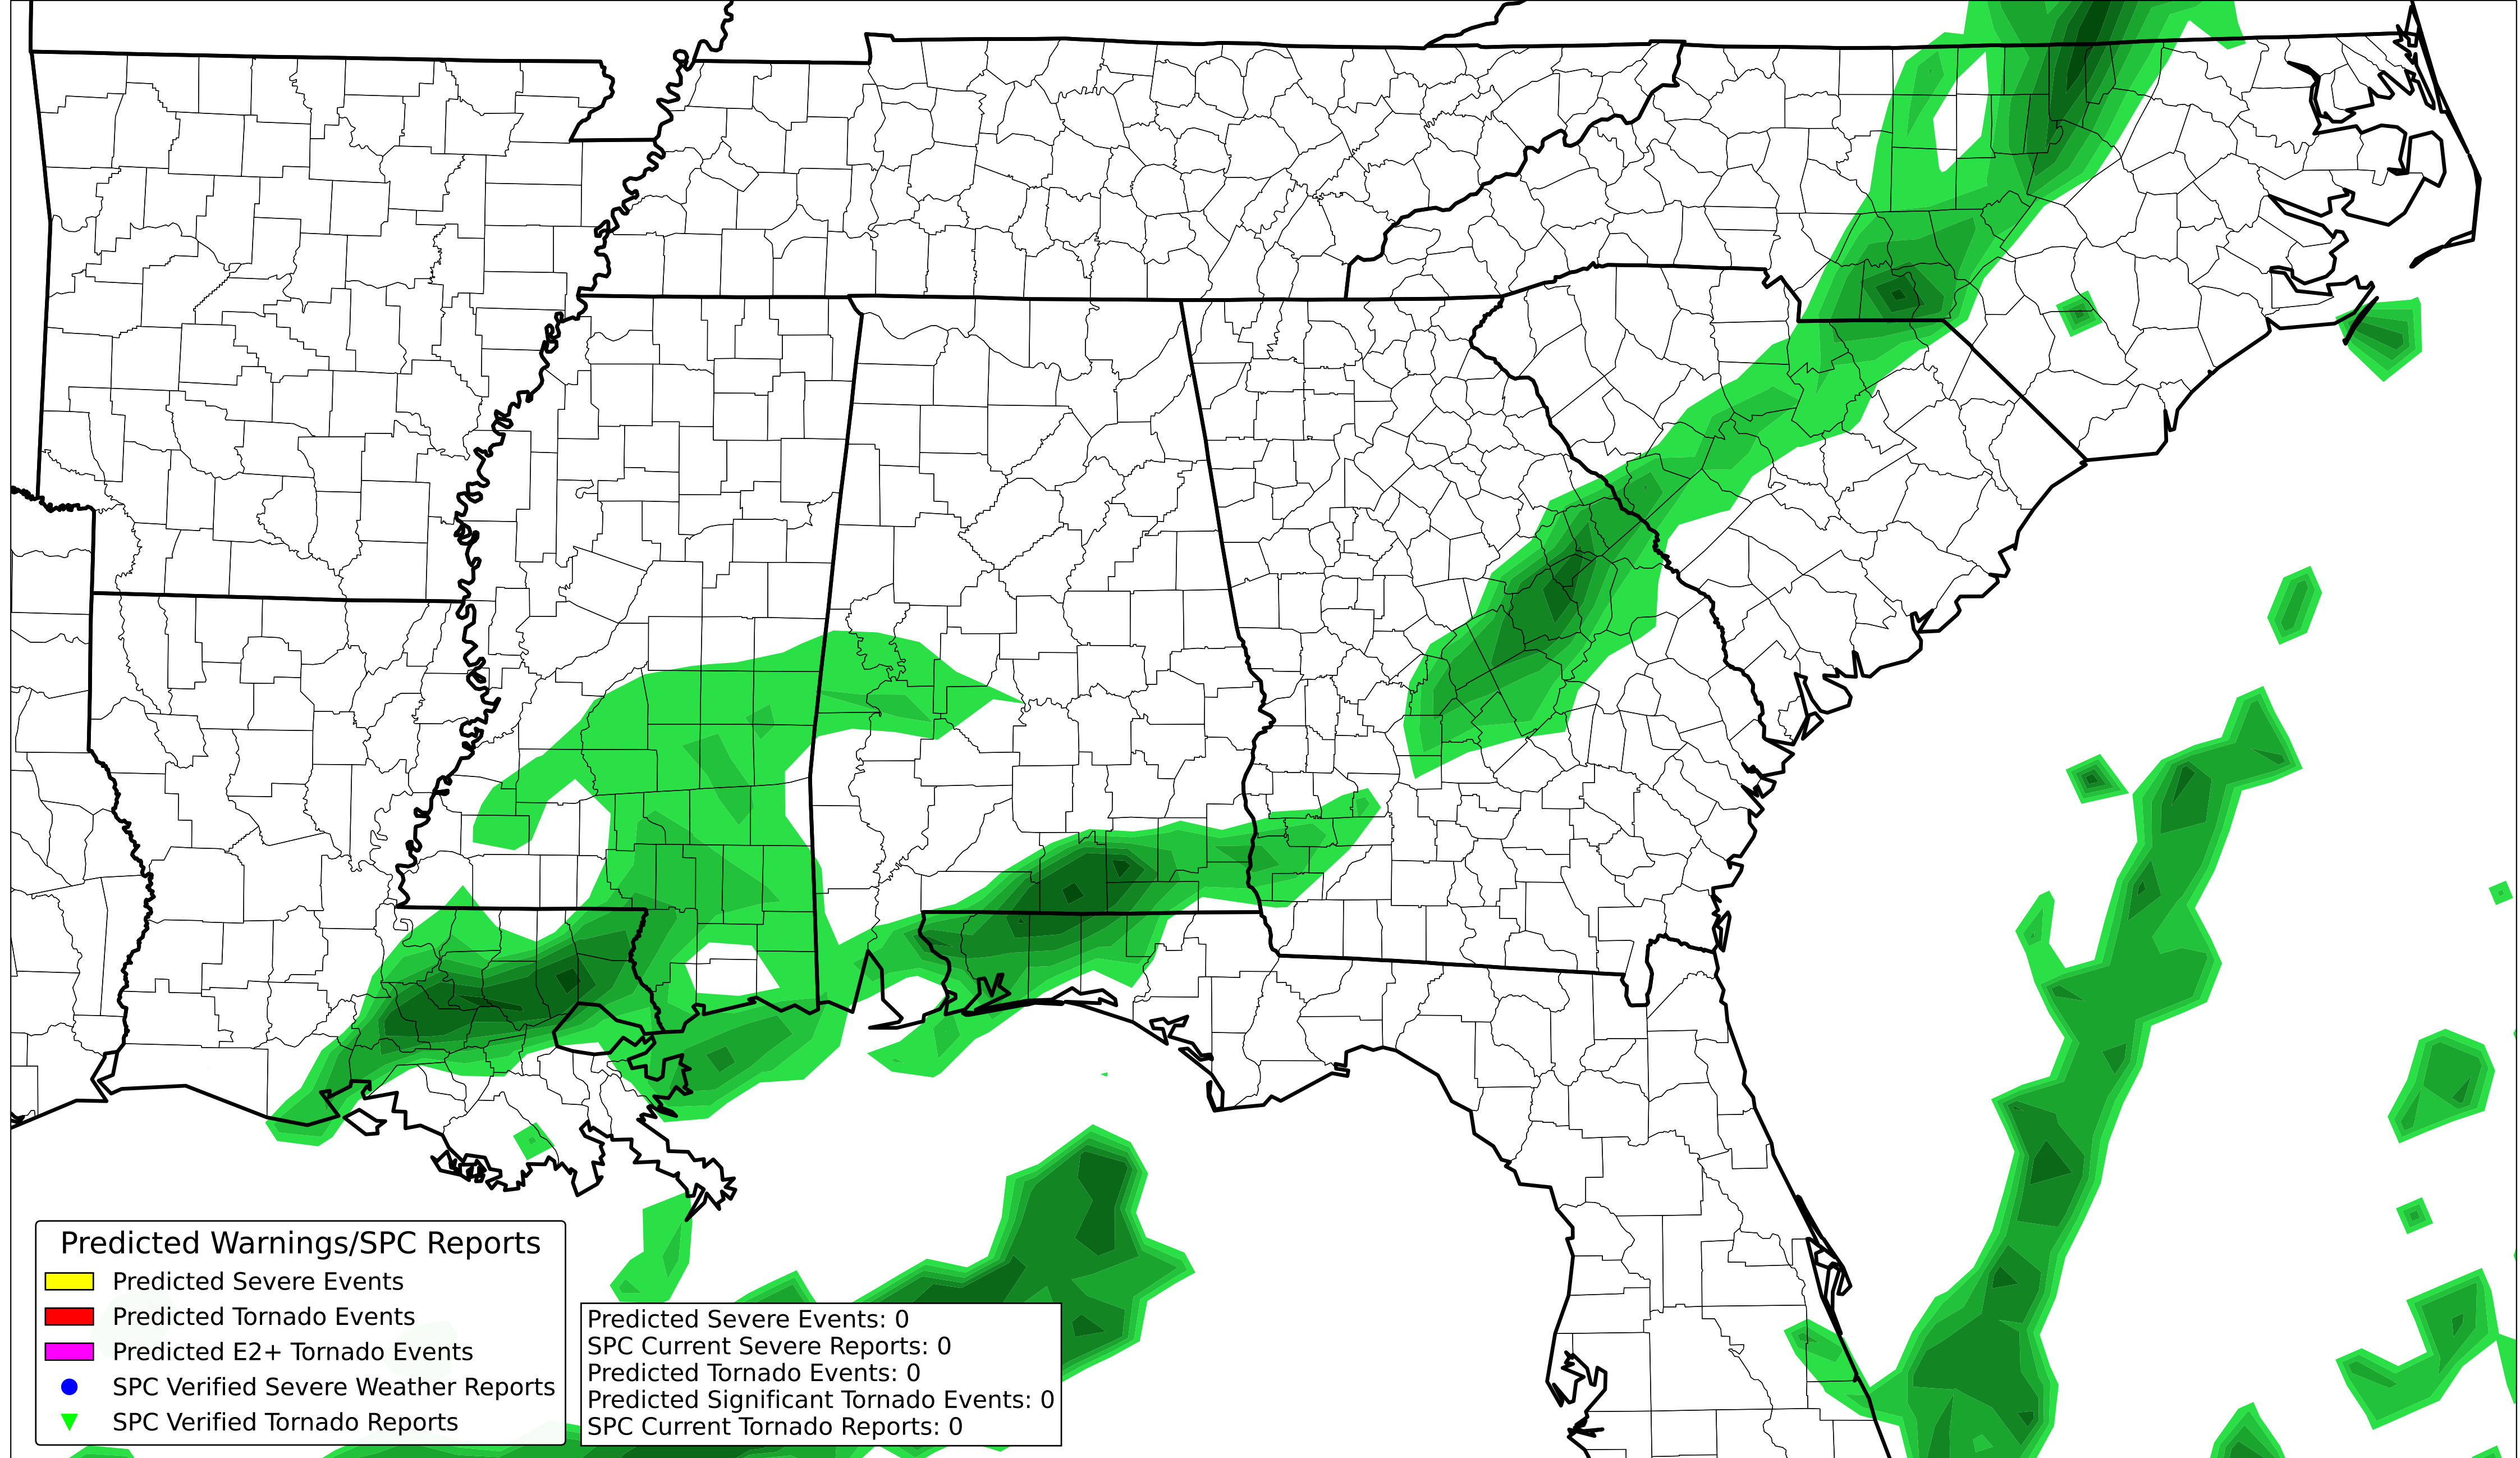 Predicted Warnings/SPC Reports
Predicted Severe Events
Predicted Tornado Events
Predicted E2+ Tornado Events
SPC Verified Severe Weather Reports
SPC Verified Tornado Reports
Predicted Severe Events: 0
SPC Current Severe Reports: 0
Predicted Tornado Events: 0
Predicted Significant Tornado Events: 0
SPC Current Tornado Reports: 0